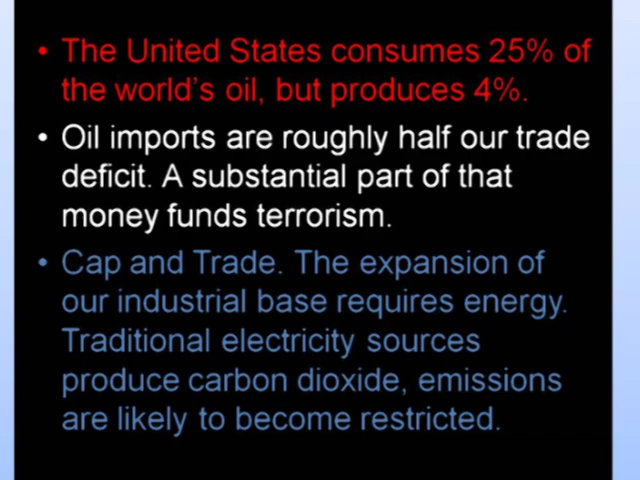 • The United States consumes 25% of
the world's oil, but produces 4%.
• Oil imports are roughly half our trade
deficit. A substantial part of that
money funds terrorism.
• Cap and Trade. The expansion of
our industrial base requires energy.
Traditional electricity sources
produce carbon dioxide, emissions
are likely to become restricted.